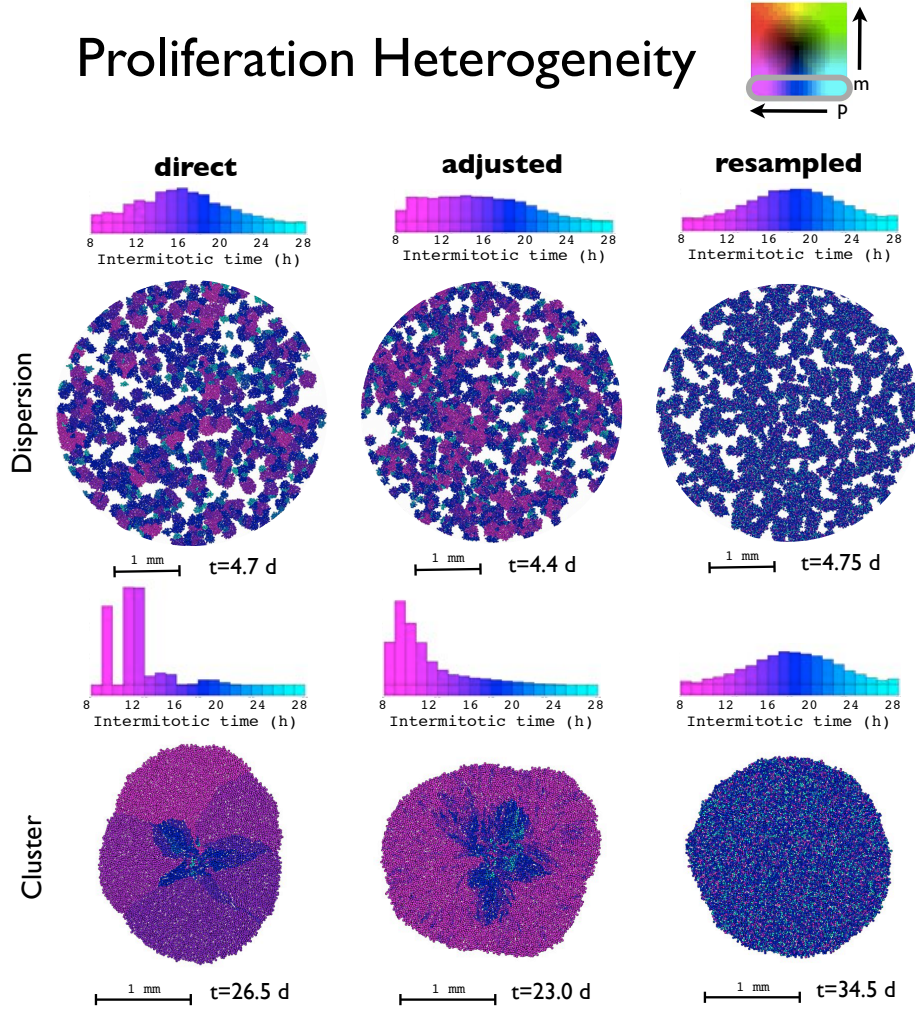 Proliferation Heterogeneity
m
p
direct
adjusted
resampled
8 12 16 20 24 28
8 12 16 20 24 28
8 12 16 20 24 28
Intermitotic time (h)
Intermitotic time (h)
Intermitotic time (h)
Dispersion
1 mm
t=4.7 d
1 mm
t=4.4 d
1 mm
t=4.75 d
8 12 16 20 24 28
8 12 16 20 24 28
8 12 16 20 24 28
Intermitotic time (h)
Intermitotic time (h)
Intermitotic time (h)
Cluster
1 mm
t=26.5 d
1 mm
t=23.0 d
1 mm
t=34.5 d